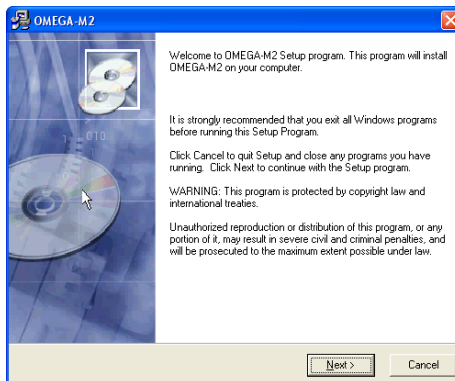 OMEGA-M2
Welcome to OMEGA-M2 Setup program. This program will install
OMEGA-M2 on your computer.
It is strongly recommended that you exit all Windows programs
before running this Setup Program.
Click Cancel to quit Setup and close any programs you have
running. Click Next to continue with the Setup program.
WARNING: This program is protected by copyright law and
international treaties.
Unauthorized reproduction or distribution of this program, or any
portion of it, may result in severe civil and criminal penalties, and
will be prosecuted to the maximum extent possible under law.
Next >
Cancel